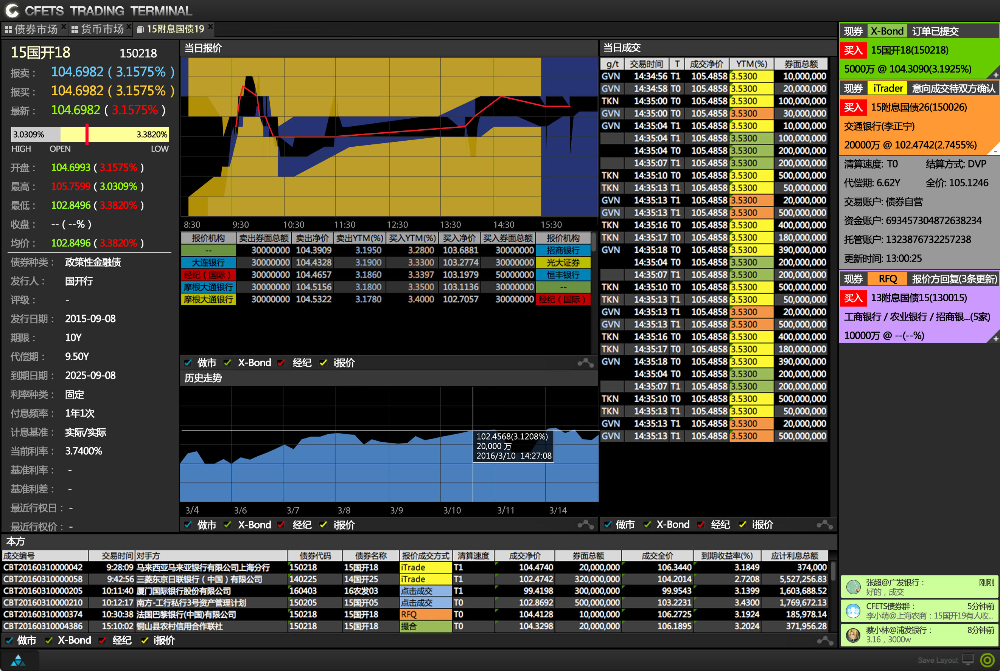 CFETS TRADING TERMINAL
债券市场 x 货币市场 x 15附息国债19 x
15国开18 150218
报卖： 104.6982 ( 3.1575% )
报买： 104.6982 ( 3.1575% )
最新： 104.6982 ( 3.1575% )
3.0309% 3.3820%
HIGH OPEN LOW
开盘： 104.6993 ( 3.1575% )
最高： 105.7599 ( 3.0309% )
最低： 102.8496 ( 3.3820% )
收盘： -- ( --% )
均价： 102.8496 ( 3.3820% )
债券种类： 政策性金融债
发行人： 国开行
评级： -
发行日期： 2015-09-08
期限： 10Y
代偿期： 9.50Y
到期日期： 2025-09-08
利率种类： 固定
付息频率： 1年1次
计息基准： 实际/实际
当前利率： 3.7400%
基准利率： -
基准利差： -
最近行权日： -
最近行权价： -
当日报价
8:30 9:30 10:30 11:30 12:30 13:30 14:30 15:30
报价机构 卖出券面总额 卖出净价 卖出YTM(%) 买入YTM(%) 买入净价 买入券面总额 报价机构
-- 30000000 104.3909 3.1950 3.2800 103.6881 30000000 招商银行
大连银行 30000000 104.4328 3.1900 3.3300 103.2774 30000000 光大证券
经纪（国际） 30000000 104.4657 3.1860 3.3397 103.1979 50000000 恒丰银行
摩根大通银行 30000000 104.5156 3.1800 3.3500 103.1136 30000000 --
摩根大通银行 30000000 104.5322 3.1780 3.4000 102.7057 30000000 经纪（国际）
做市 X-Bond 经纪 i报价
历史走势
102.4568(3.1208%)
20,000 万
2016/3/10 14:27:08
3/4 3/6 3/7 3/8 3/9 3/10 3/11 3/14
做市 X-Bond 经纪 i报价
当日成交
g/t 交易时间 T 成交净价 YTM(%) 券面总额
GVN 14:34:56 T1 105.4858 3.5300 10,000,000
GVN 14:34:58 T0 105.4858 3.5300 20,000,000
TKN 14:35:00 T0 105.4858 3.5300 100,000,000
GVN 14:35:00 T0 105.4858 3.5300 30,000,000
GVN 14:35:04 T1 105.4858 3.5300 10,000,000
14:35:04 T1 105.4858 3.5300 100,000,000
14:35:04 T0 105.4858 3.5300 200,000,000
14:35:07 T1 105.4858 3.5300 200,000,000
TKN 14:35:10 T0 105.4858 3.5300 500,000,000
TKN 14:35:13 T1 105.4858 3.5300 50,000,000
GVN 14:35:13 T1 105.4858 3.5300 20,000,000
GVN 14:35:13 T1 105.4858 3.5300 500,000,000
TKN 14:35:16 T0 105.4858 3.5300 400,000,000
TKN 14:35:17 T0 105.4858 3.5300 180,000,000
GVN 14:35:18 T0 105.4858 3.5300 390,000,000
14:35:04 T0 105.4858 3.5300 200,000,000
14:35:07 T1 105.4858 3.5300 200,000,000
TKN 14:35:10 T0 105.4858 3.5300 500,000,000
TKN 14:35:13 T1 105.4858 3.5300 50,000,000
GVN 14:35:13 T1 105.4858 3.5300 20,000,000
GVN 14:35:13 T1 105.4858 3.5300 500,000,000
TKN 14:35:16 T0 105.4858 3.5300 400,000,000
TKN 14:35:17 T0 105.4858 3.5300 180,000,000
GVN 14:35:18 T0 105.4858 3.5300 390,000,000
14:35:04 T0 105.4858 3.5300 200,000,000
14:35:07 T1 105.4858 3.5300 200,000,000
TKN 14:35:10 T0 105.4858 3.5300 500,000,000
TKN 14:35:13 T1 105.4858 3.5300 50,000,000
GVN 14:35:13 T1 105.4858 3.5300 20,000,000
GVN 14:35:13 T1 105.4858 3.5300 500,000,000
做市 X-Bond 经纪 i报价
本方
成交编号 交易时间 对手方 债券代码 债券名称 报价成交方式 清算速度 成交净价 券面总额 成交全价 到期收益率(%) 应计利息总额
CBT20160310000042 9:28:09 马来西亚马来亚银行有限公司上海分行 150218 15国开18 iTrade T1 104.4740 20,000,000 106.3440 3.1849 374,000
CBT20160310000058 9:42:56 三菱东京日联银行（中国）有限公司 140225 14国开25 iTrade T1 102.4742 320,000,000 104.2014 2.7208 5,527,256.83
CBT20160310000205 10:11:40 厦门国际银行股份有限公司 160403 16农发03 点击成交 T1 99.4198 300,000,000 99.9543 3.1399 1,603,688.52
CBT20160310000210 10:12:17 南方-工行私行3号资产管理计划 150205 15国开05 点击成交 T0 102.8692 500,000,000 103.2231 3.4300 1,769,672.13
CBT20160310000374 10:30:38 法国巴黎银行(中国)有限公司 150218 15国开18 RFQ T0 104.4128 10,000,000 106.2725 3.1924 185,978.14
CBT20160310004386 15:10:02 铜山县农村信用合作联社 150218 15国开18 撮合 T0 104.3298 20,000,000 106.1895 3.2024 371,956.28
做市 X-Bond 经纪 i报价
现券 X-Bond 订单已提交
买入 15国开18(150218)
5000万 @ 104.3090(3.1925%)
+
现券 iTrader 意向成交待双方确认
买入 15附息国债26(150026)
交通银行(李正宁)
20000万 @ 102.4742(2.7455%)
-
清算速度: T0 结算方式: DVP
代偿期: 6.62Y 全价: 105.1246
交易账户: 债券自营
资金账户: 693457304872638234
托管账户: 1323876732257238
更新时间: 13:00:25
现券 RFQ 报价方回复(3条更新)
买入 13附息国债15(130015)
工商银行 / 农业银行 / 招商银...(5家)
10000万 @ --(--%)
+
张超@广发银行： 刚刚
好的，成交
CFETS债券群： 5分钟前
李小萌@上海农商：15国开19有人收...
蔡小林@浦发银行： 8分钟前
3.16，3000w
Save Layout